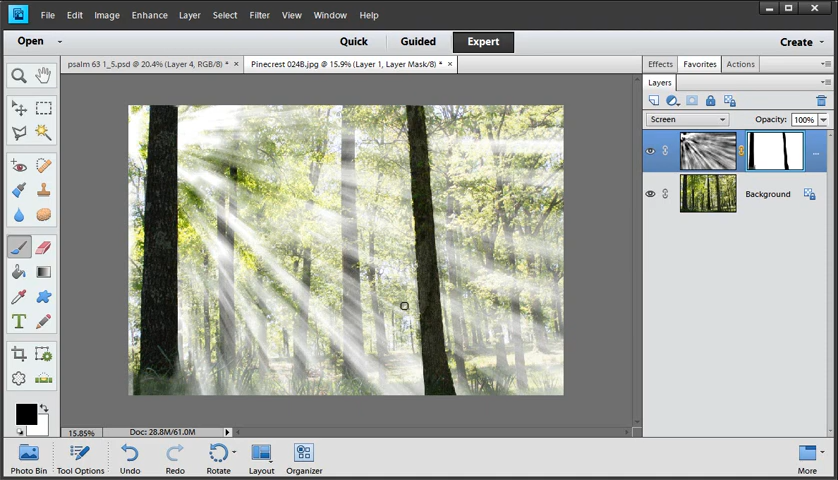 File Edit Image Enhance Layer Select Filter View Window Help
Open Quick Guided Expert Create
psalm 63 1_5.psd @ 20.4% (Layer 4, RGB/8) * × Pinecrest 024B.jpg @ 15.9% (Layer 1, Layer Mask/8) * × Effects Favorites Actions
Layers
Screen Opacity: 100%
Background
T
15.85% Doc: 28.8M/61.0M
Photo Bin Tool Options Undo Redo Rotate Layout Organizer More